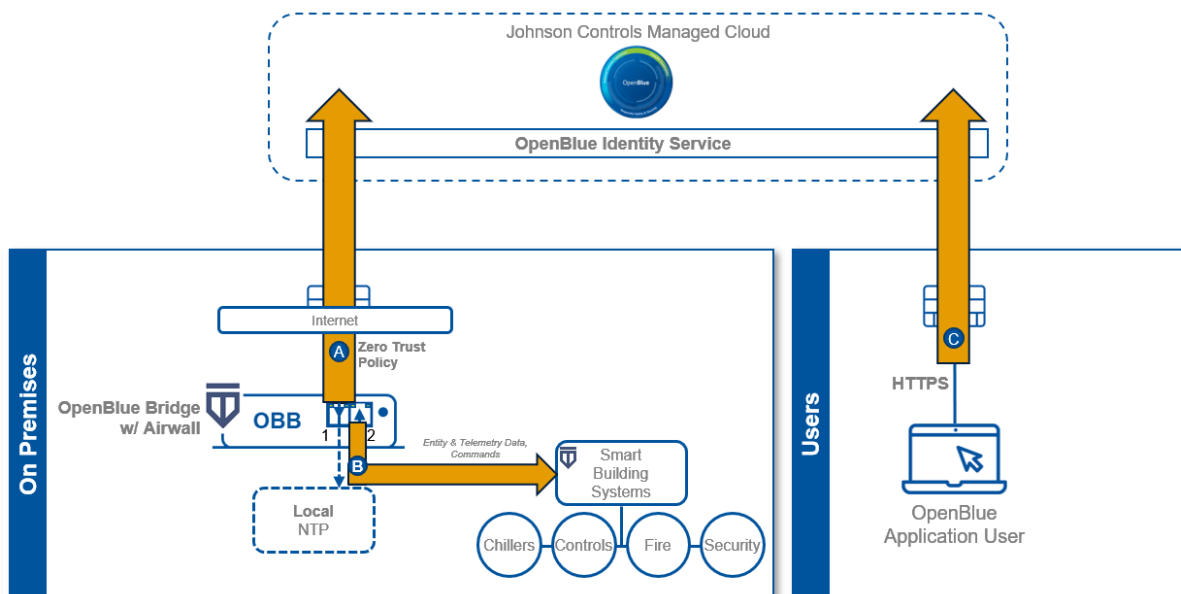 Johnson Controls Managed Cloud
OpenBlue
OpenBlue Identity Service
On Premises
Internet
A
Zero Trust
Policy
OpenBlue Bridge
w/ Airwall
OBB
1
2
B
Entity & Telemetry Data,
Commands
Local
NTP
Smart
Building
Systems
Chillers
Controls
Fire
Security
Users
C
HTTPS
OpenBlue
Application User